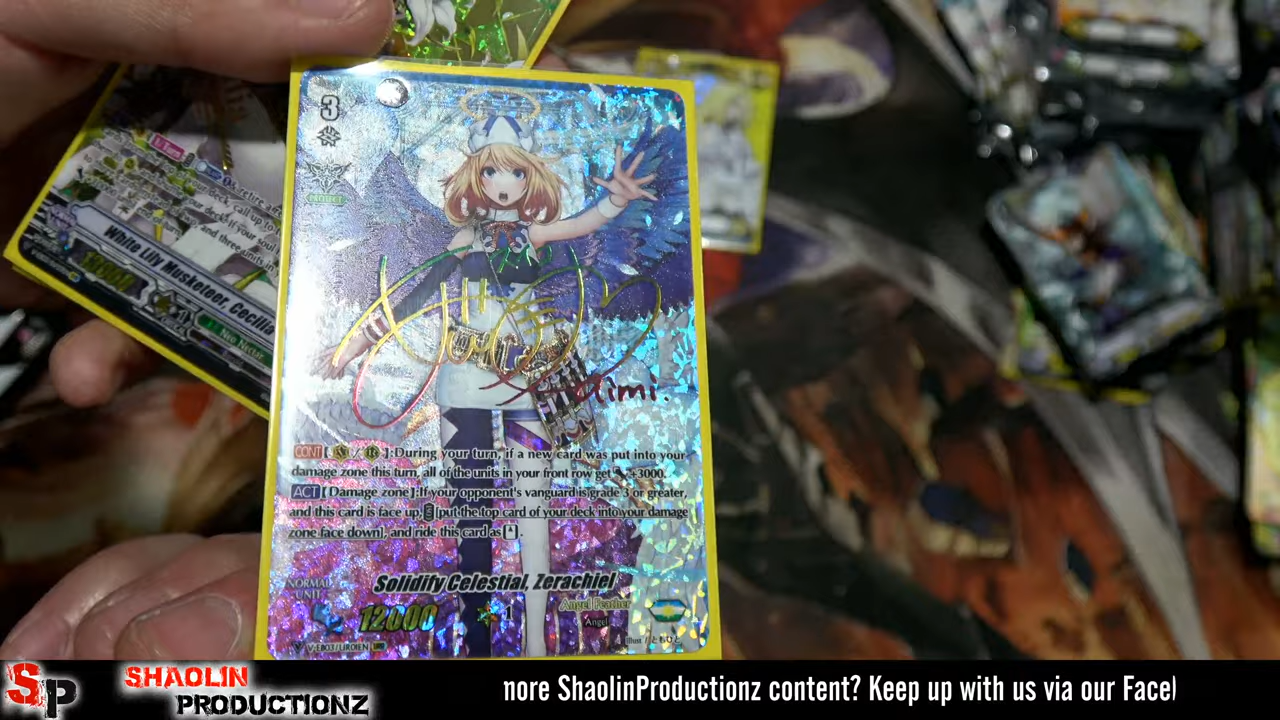 3
PROTECT
Aimi.
CONT【 / 】:During your turn, if a new card was put into your
damage zone this turn, all of the units in your front row get +3000.
ACT【Damage zone】:If your opponent's vanguard is grade 3 or greater,
and this card is face up, [put the top card of your deck into your damage
zone face down], and ride this card as
Solidify Celestial, Zerachiel
NORMAL
UNIT
12000
1
Angel Feather
Angel
White Lily Musketeer, Cecilia
Neo Nectar
SP
SHAOLIN
PRODUCTIONZ
more ShaolinProductionz content? Keep up with us via our Facel